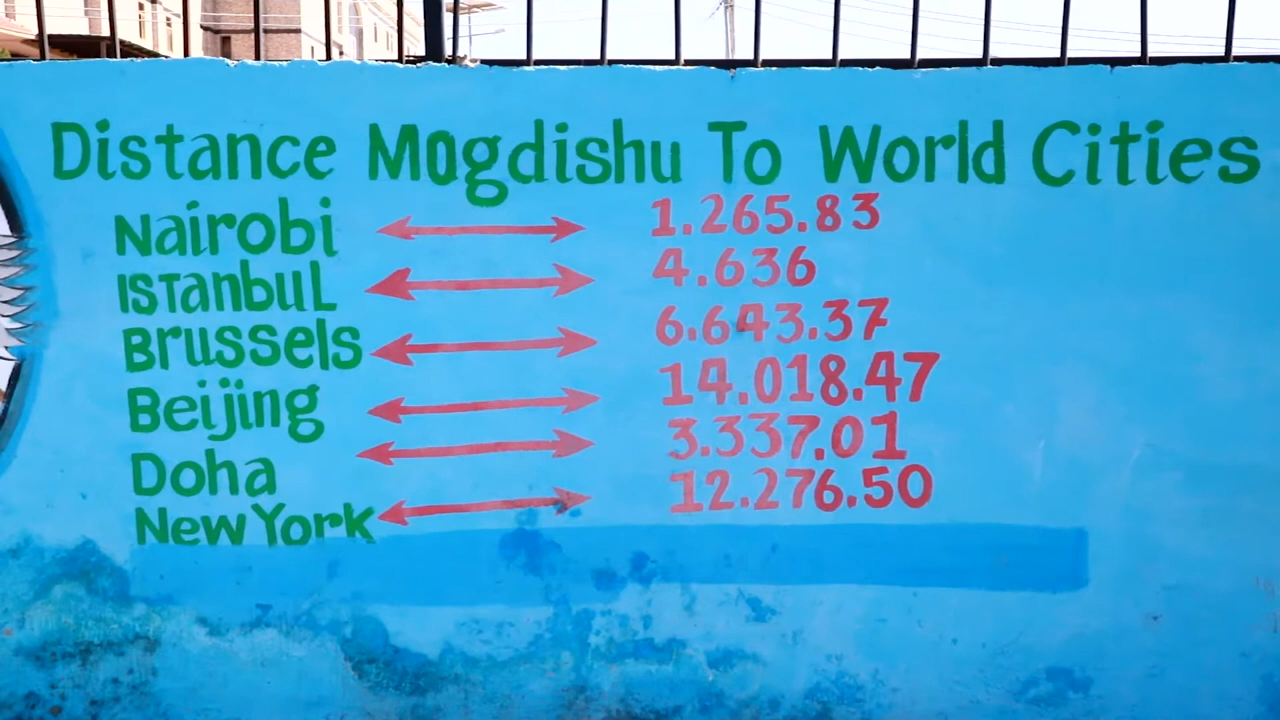 Distance Mogdishu To World Cities
Nairobi 1.265.83
ISTanbuL 4.636
Brussels 6.643.37
Beijing 14.018.47
Doha 3.337.01
New York 12.276.50